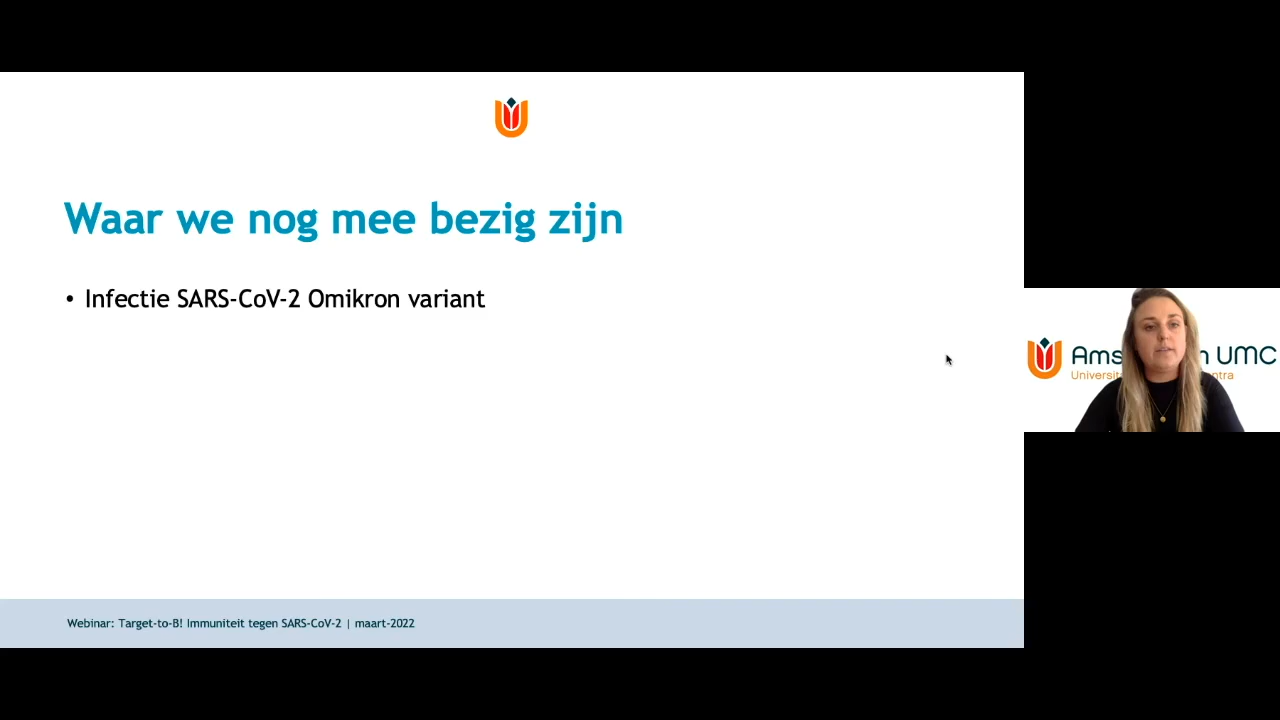 Waar we nog mee bezig zijn
• Infectie SARS-CoV-2 Omikron variant
UMC
Webinar: Target-to-B! Immuniteit tegen SARS-CoV-2 | maart-2022